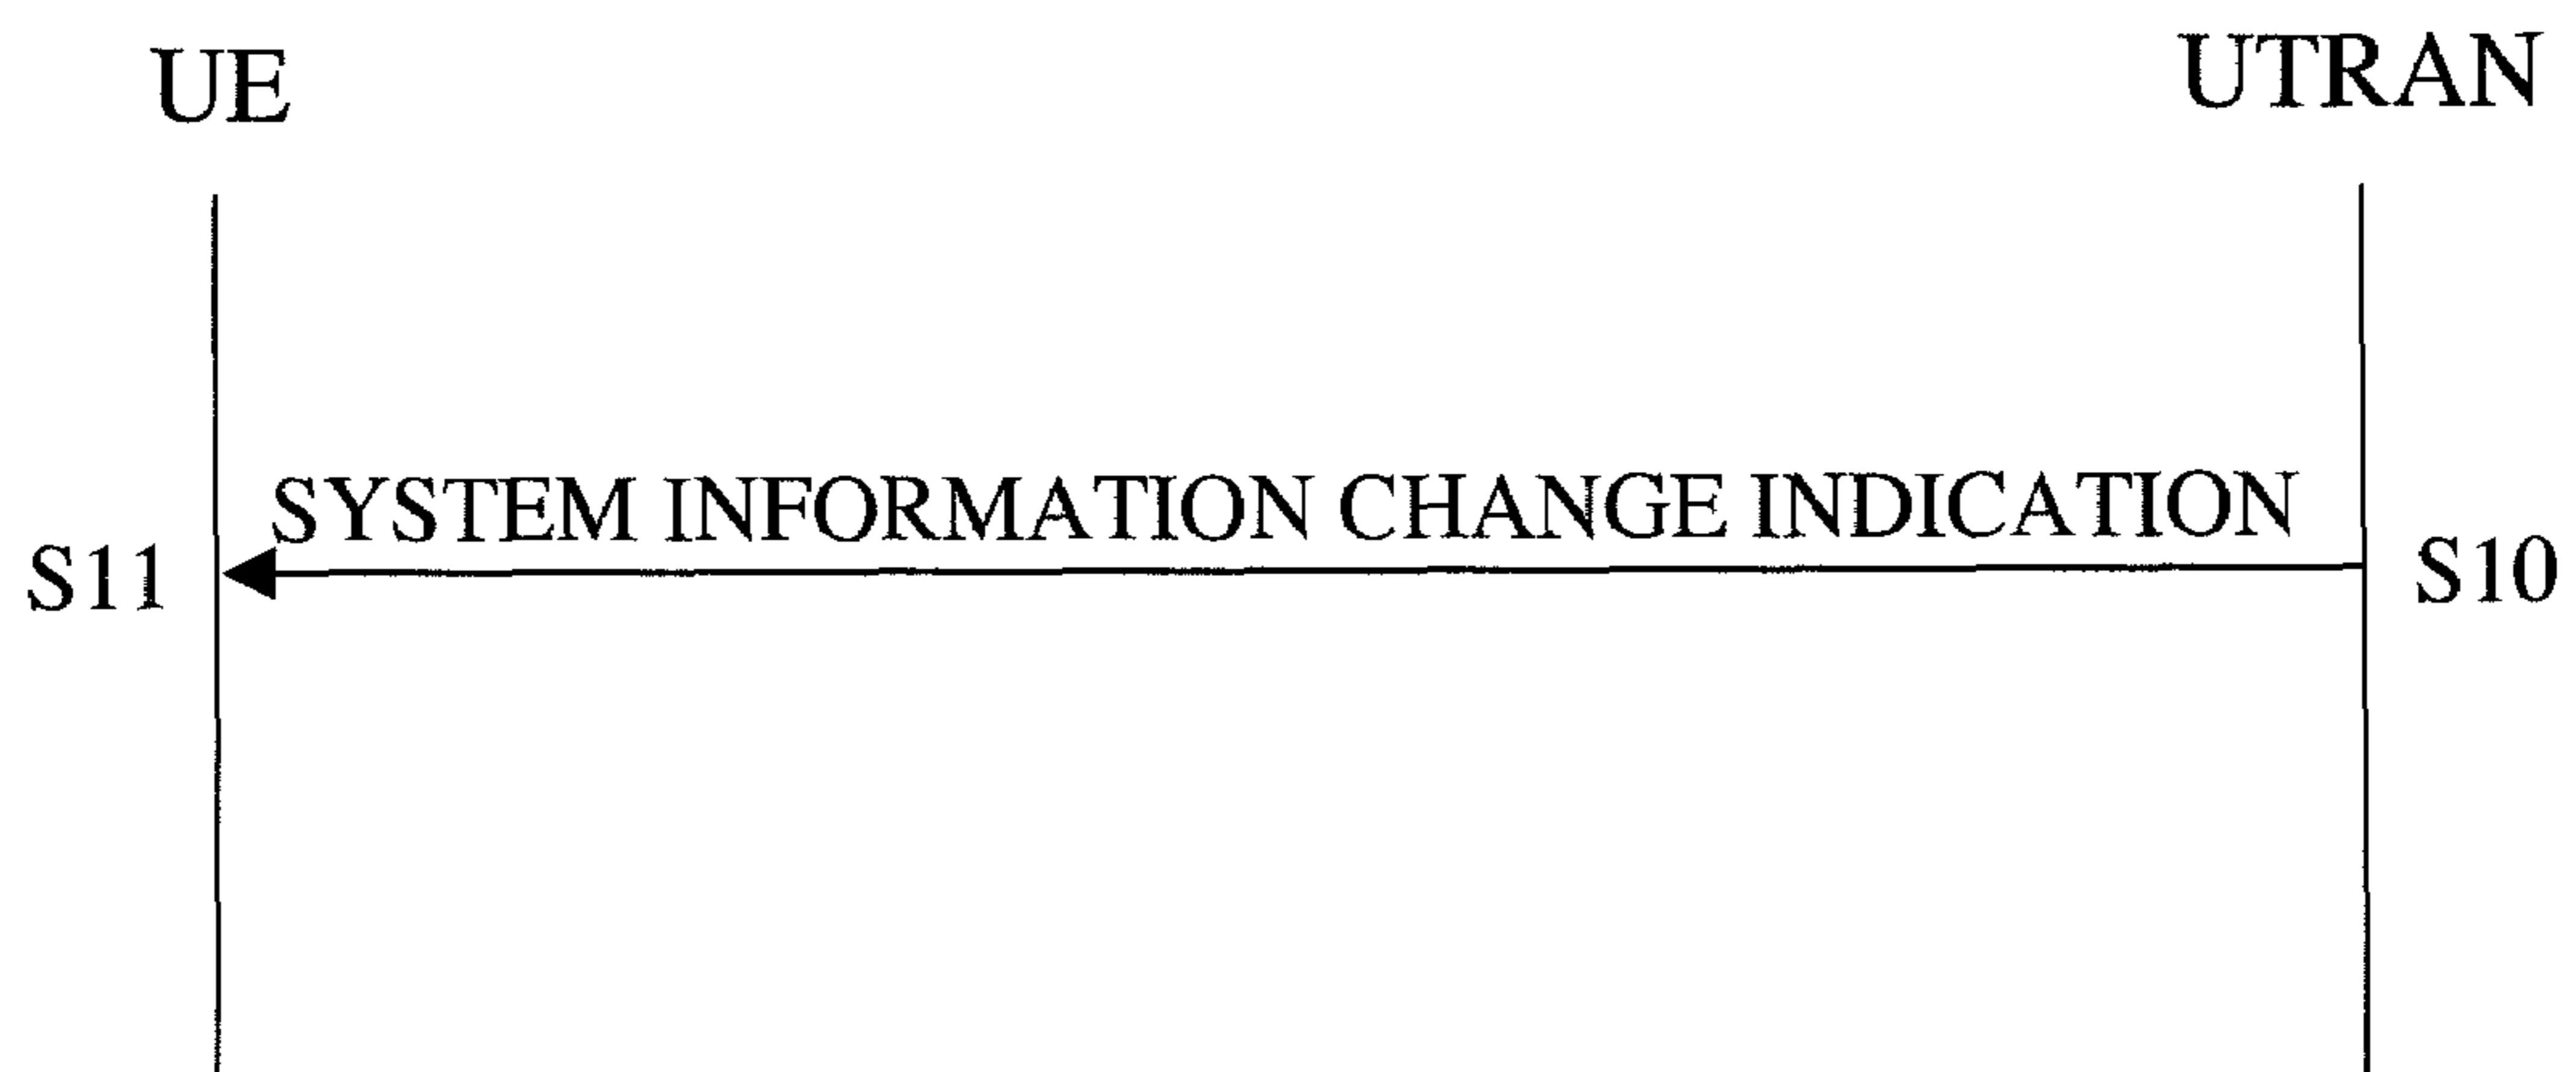 UE UTRAN
SYSTEM INFORMATION CHANGE INDICATION
S11 S10